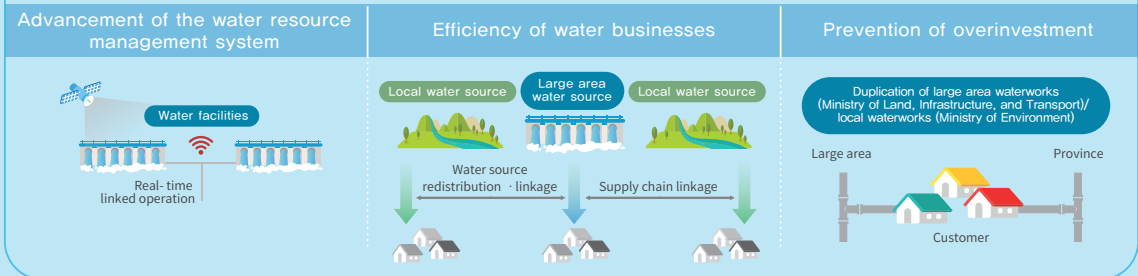 Advancement of the water resource
management system
Efficiency of water businesses
Prevention of overinvestment
Water facilities
Real- time
linked operation
Local water source
Large area
water source
Local water source
Water source
redistribution · linkage
Supply chain linkage
Duplication of large area waterworks
(Ministry of Land, Infrastructure, and Transport)/
local waterworks (Ministry of Environment)
Large area
Province
Customer